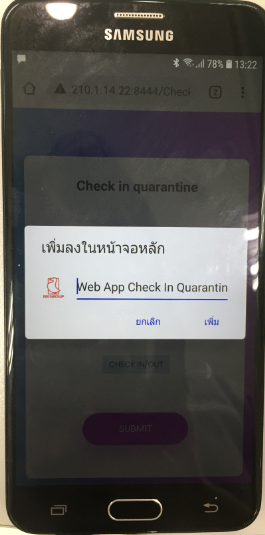 SAMSUNG
78% 13:22
210.1.14.22:8444/Check
2
Check in quarantine
เพิ่มลงในหน้าจอหลัก
Web App Check In Quarantin
ยกเลิก เพิ่ม
CHECK IN/OUT
SUBMIT